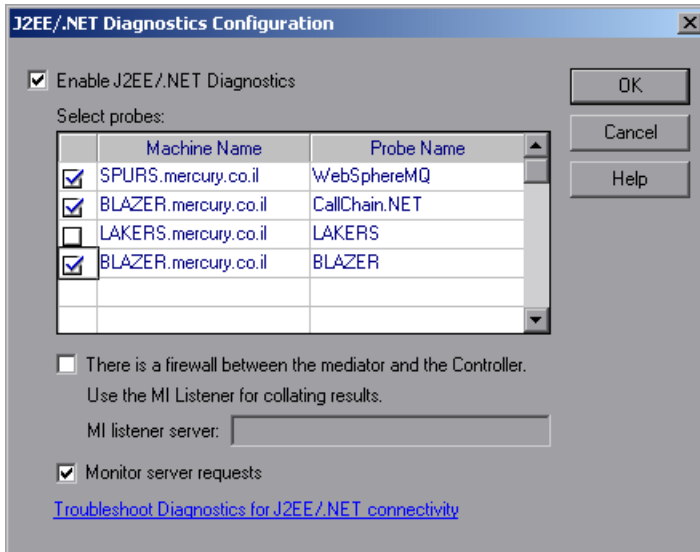 J2EE/.NET Diagnostics Configuration
Enable J2EE/.NET Diagnostics
OK
Select probes:
Cancel
Machine Name Probe Name
SPURS.mercury.co.il WebSphereMQ
Help
BLAZER.mercury.co.il CallChain.NET
LAKERS.mercury.co.il LAKERS
BLAZER.mercury.co.il BLAZER
There is a firewall between the mediator and the Controller.
Use the MI Listener for collating results.
MI listener server:
Monitor server requests
Troubleshoot Diagnostics for J2EE/.NET connectivity